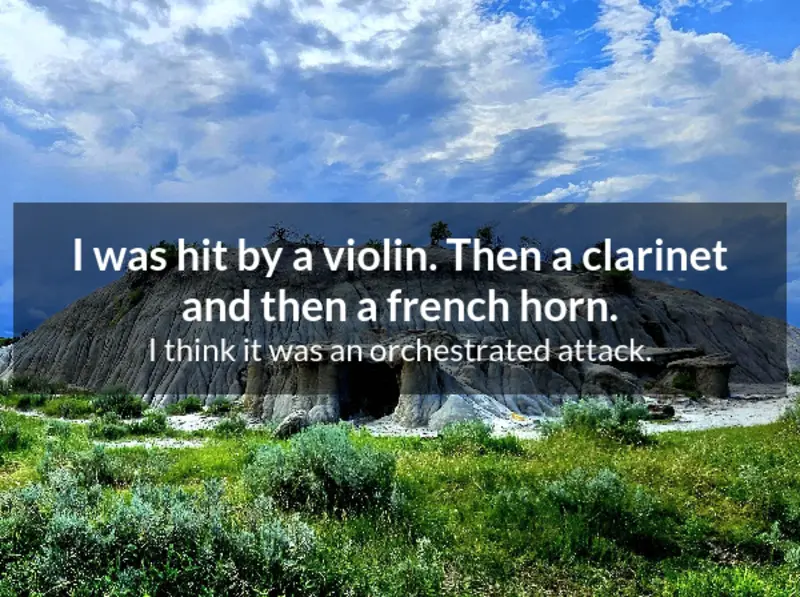 I was hit by a violin. Then a clarinet
and then a french horn.
I think it was an orchestrated attack.